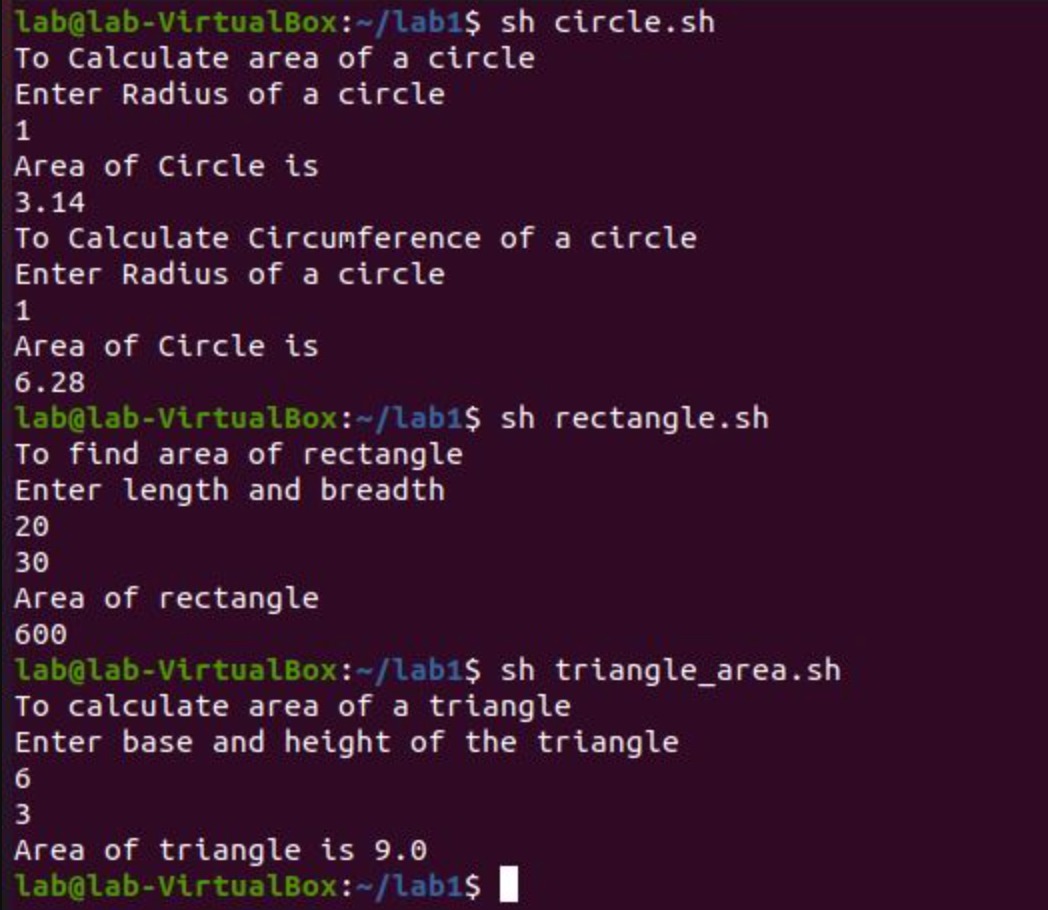 lab@lab-VirtualBox:~/lab1$ sh circle.sh
To Calculate area of a circle
Enter Radius of a circle
1
Area of Circle is
3.14
To Calculate Circumference of a circle
Enter Radius of a circle
1
Area of Circle is
6.28
lab@lab-VirtualBox:~/lab1$ sh rectangle.sh
To find area of rectangle
Enter length and breadth
20
30
Area of rectangle
600
lab@lab-VirtualBox:~/lab1$ sh triangle_area.sh
To calculate area of a triangle
Enter base and height of the triangle
6
3
Area of triangle is 9.0
lab@lab-VirtualBox:~/lab1$